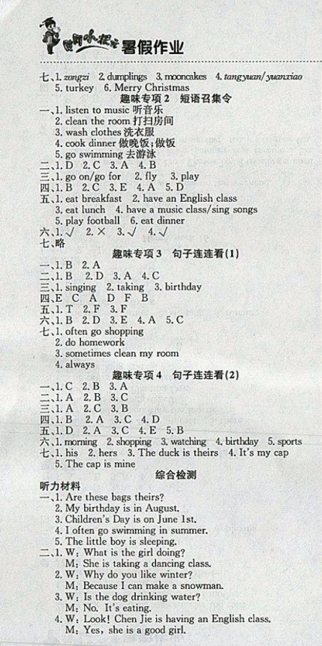 黄冈小状元 暑假作业
七、1. zongzi 2. dumplings 3. mooncakes 4. tangyuan/yuanxiao
5. turkey 6. Merry Christmas
趣味专项2 短语召集令
一、1. listen to music 听音乐
2. clean the room 打扫房间
3. wash clothes 洗衣服
4. cook dinner 做晚饭;做饭
5. go swimming 去游泳
二、1. D 2. C 3. A 4. B
三、1. go on/go for 2. fly 3. play
四、1. B 2. C 3. E 4. A 5. D
五、1. eat breakfast 2. have an English class
3. eat lunch 4. have a music class/sing songs
5. play football 6. eat dinner
六、1. √ 2. × 3. √ 4. √
七、略
趣味专项3 句子连连看(1)
一、1. B 2. A
二、1. B 2. D 3. A 4. C
三、1. singing 2. taking 3. birthday
四、E C A D F B
五、1. T 2. F 3. F
六、1. B 2. D 3. E 4. A 5. C
七、1. often go shopping
2. do homework
3. sometimes clean my room
4. always
趣味专项4 句子连连看(2)
一、1. C 2. B 3. A
二、1. A 2. B 3. C
三、1. A 2. C 3. B
四、1. B 2. A 3. C 4. D
五、1. D 2. A 3. C 4. E 5. B
六、1. morning 2. shopping 3. watching 4. birthday 5. sports
七、1. his 2. hers 3. The duck is theirs 4. It's my cap
5. The cap is mine
综合检测
听力材料
一、1. Are these bags theirs?
2. My birthday is in August.
3. Children's Day is on June 1st.
4. I often go swimming in summer.
5. The little boy is sleeping.
二、1. W: What is the girl doing?
M: She is taking a dancing class.
2. W: Why do you like winter?
M: Because I can make a snowman.
3. W: Is the dog drinking water?
M: No. It's eating.
4. W: Look! Chen Jie is having an English class.
M: Yes, she is a good girl.